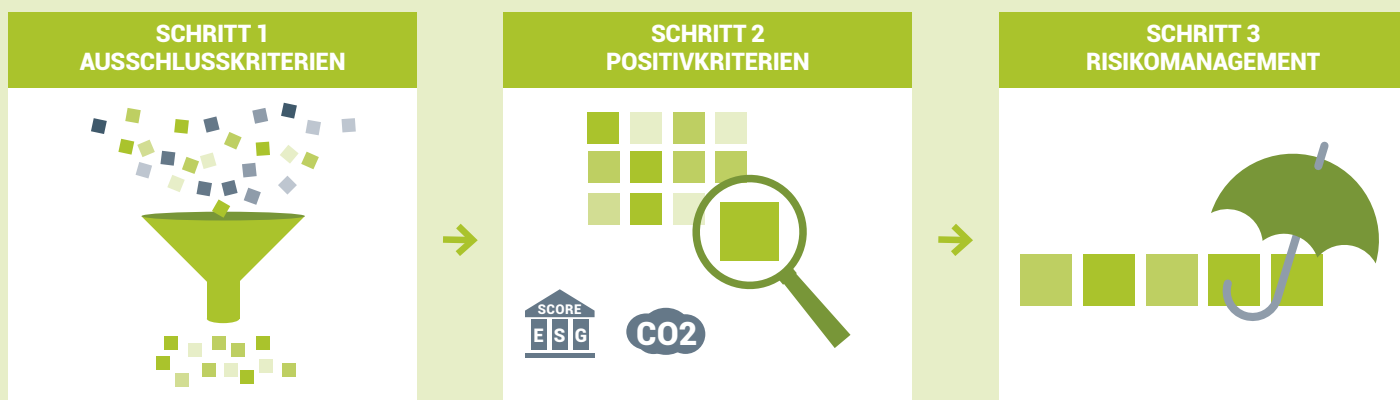 SCHRITT 1
AUSSCHLUSSKRITERIEN
SCHRITT 2
POSITIVKRITERIEN
SCORE
E S G
CO2
SCHRITT 3
RISIKOMANAGEMENT